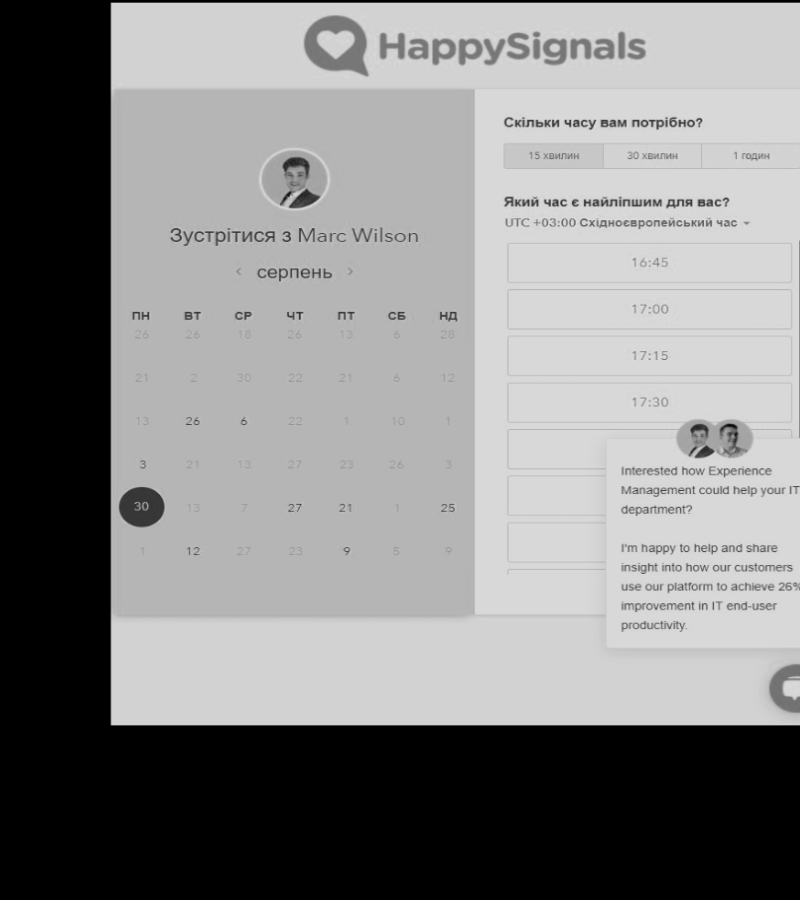 HappySignals
Зустрітися з Marc Wilson
< серпень >
ПН ВТ СР ЧТ ПТ СБ НД
26 26 18 26 13 6 28
21 2 30 22 21 6 12
13 26 6 22 1 10 1
3 21 13 27 23 26 3
30 13 7 27 21 1 25
1 12 27 23 9 5 9
Скільки часу вам потрібно?
15 хвилин 30 хвилин 1 годин
Який час є найліпшим для вас?
UTC +03:00 Східноєвропейський час
16:45
17:00
17:15
17:30
Interested how Experience
Management could help your IT
department?
I'm happy to help and share
insight into how our customers
use our platform to achieve 26%
improvement in IT end-user
productivity.